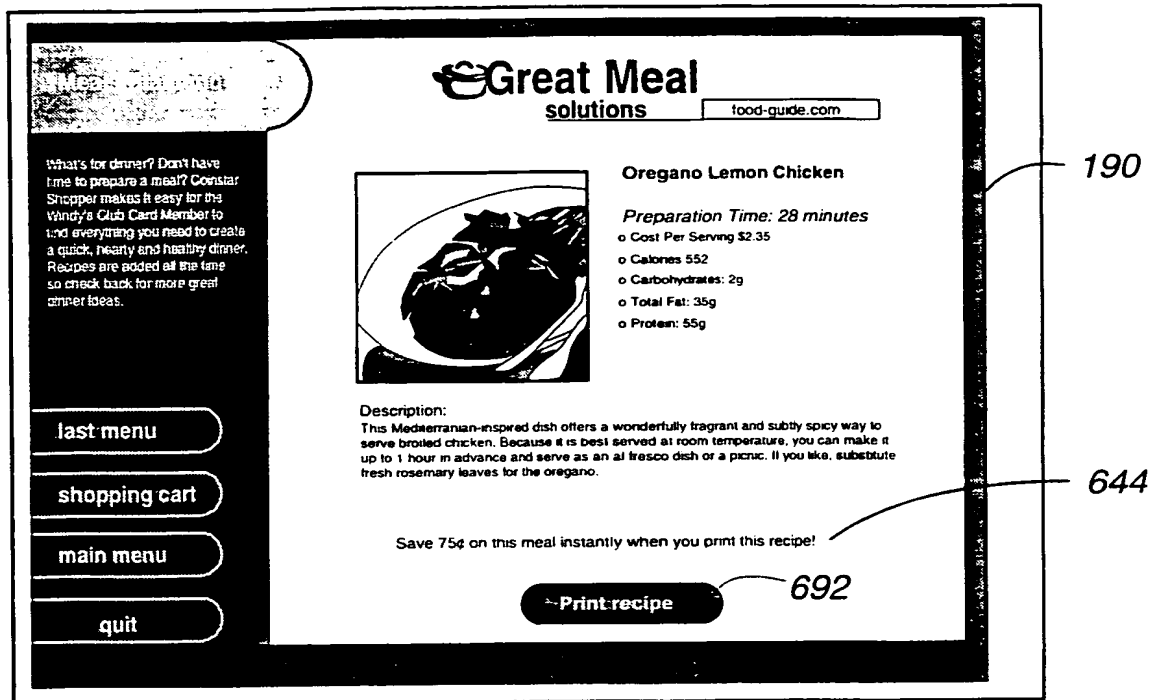 Meal Planning
What's for dinner? Don't have
time to prepare a meal? Coinstar
Shopper makes it easy for the
Windy's Club Card Member to
find everything you need to create
a quick, hearty and healthy dinner.
Recipes are added all the time
so check back for more great
dinner ideas.
last menu
shopping cart
main menu
quit
Great Meal
solutions
food-guide.com
Oregano Lemon Chicken
Preparation Time: 28 minutes
o Cost Per Serving $2.35
o Calories 552
o Carbohydrates: 2g
o Total Fat: 35g
o Protein: 55g
Description:
This Mediterranian-inspired dish offers a wonderfully fragrant and subtly spicy way to
serve broiled chicken. Because it is best served at room temperature, you can make it
up to 1 hour in advance and serve as an al fresco dish or a picnic. If you like, substitute
fresh rosemary leaves for the oregano.
Save 75¢ on this meal instantly when you print this recipe!
Print recipe
190
644
692